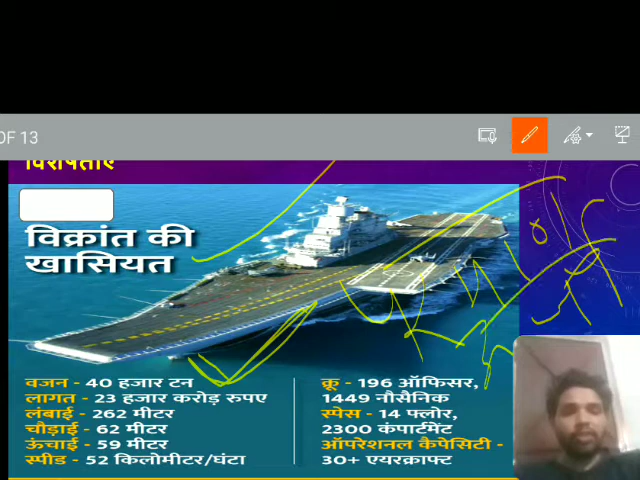 OF 13
विशेषताएं
विक्रांत की
खासियत
वजन - 40 हजार टन
लागत - 23 हजार करोड़ रुपए
लंबाई - 262 मीटर
चौड़ाई - 62 मीटर
ऊंचाई - 59 मीटर
स्पीड - 52 किलोमीटर/घंटा
क्रू - 196 ऑफिसर,
1449 नौसैनिक
स्पेस - 14 फ्लोर,
2300 कंपार्टमेंट
ऑपरेशनल कैपेसिटी -
30+ एयरक्राफ्ट